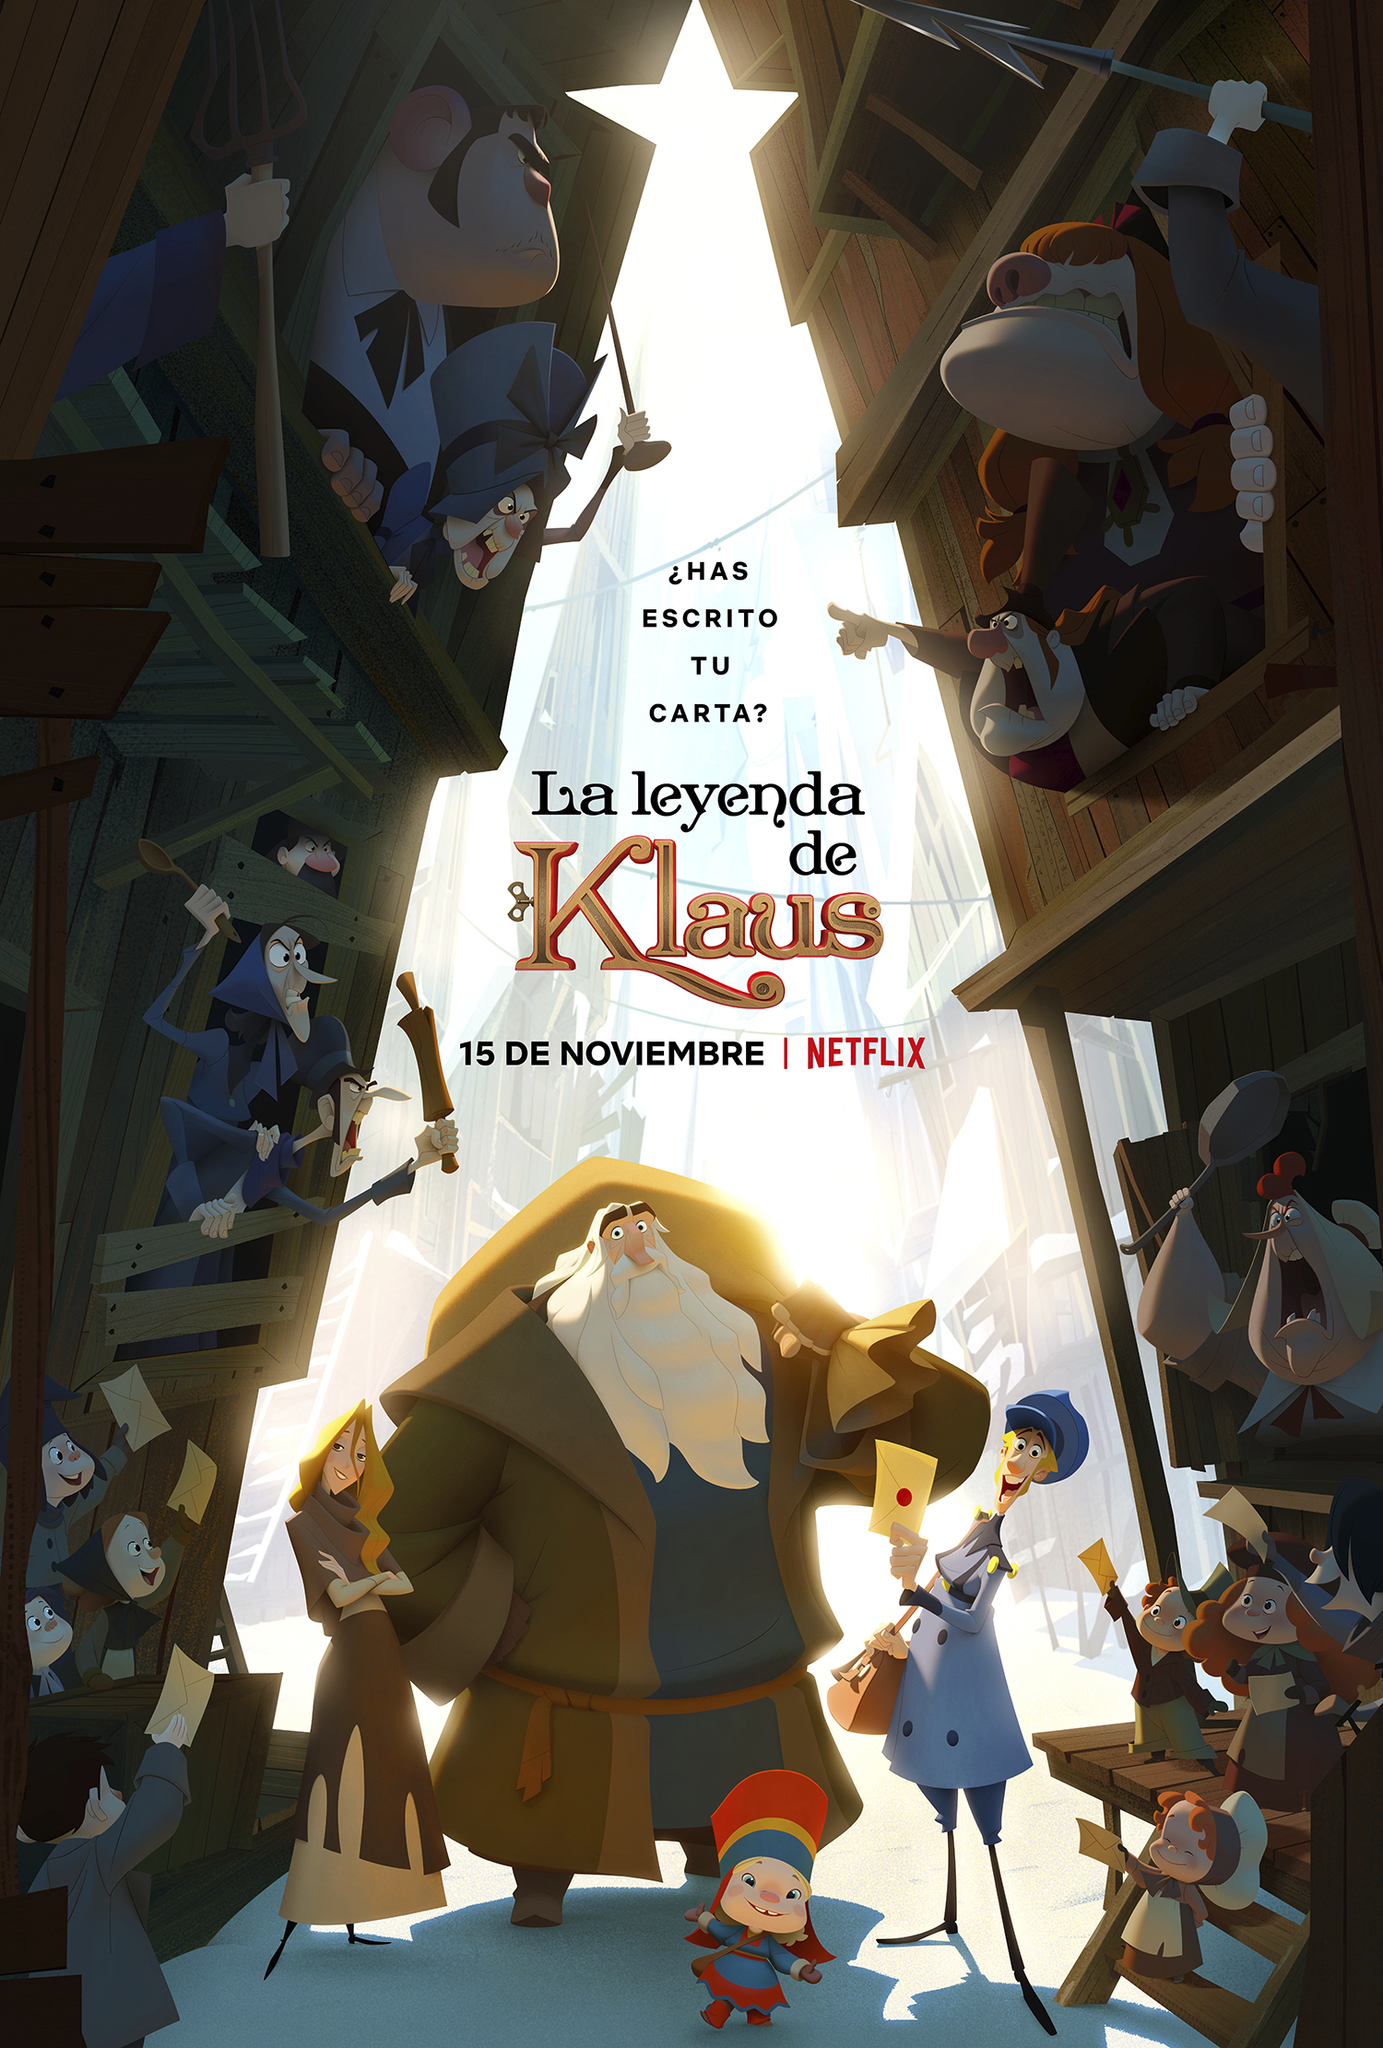 ¿HAS
ESCRITO
TU
CARTA?
La leyenda
de
Klaus
15 DE NOVIEMBRE | NETFLIX